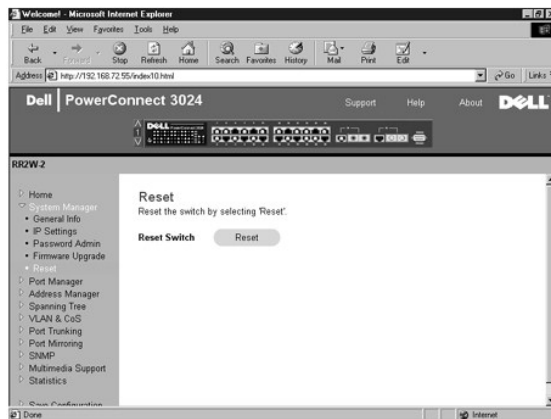 Welcome! - Microsoft Internet Explorer
File Edit View Favorites Tools Help
Back Forward Stop Refresh Home Search Favorites History Mail Print Edit
Address http://192.168.72.55/index10.html Go Links
Dell PowerConnect 3024
Support Help About DELL
DELL
RR2W-2
Home
System Manager
General Info
IP Settings
Password Admin
Firmware Upgrade
Reset
Port Manager
Address Manager
Spanning Tree
VLAN & CoS
Port Trunking
Port Mirroring
SNMP
Multimedia Support
Statistics
Save Configuration
Reset
Reset the switch by selecting 'Reset'.
Reset Switch Reset
Done Internet